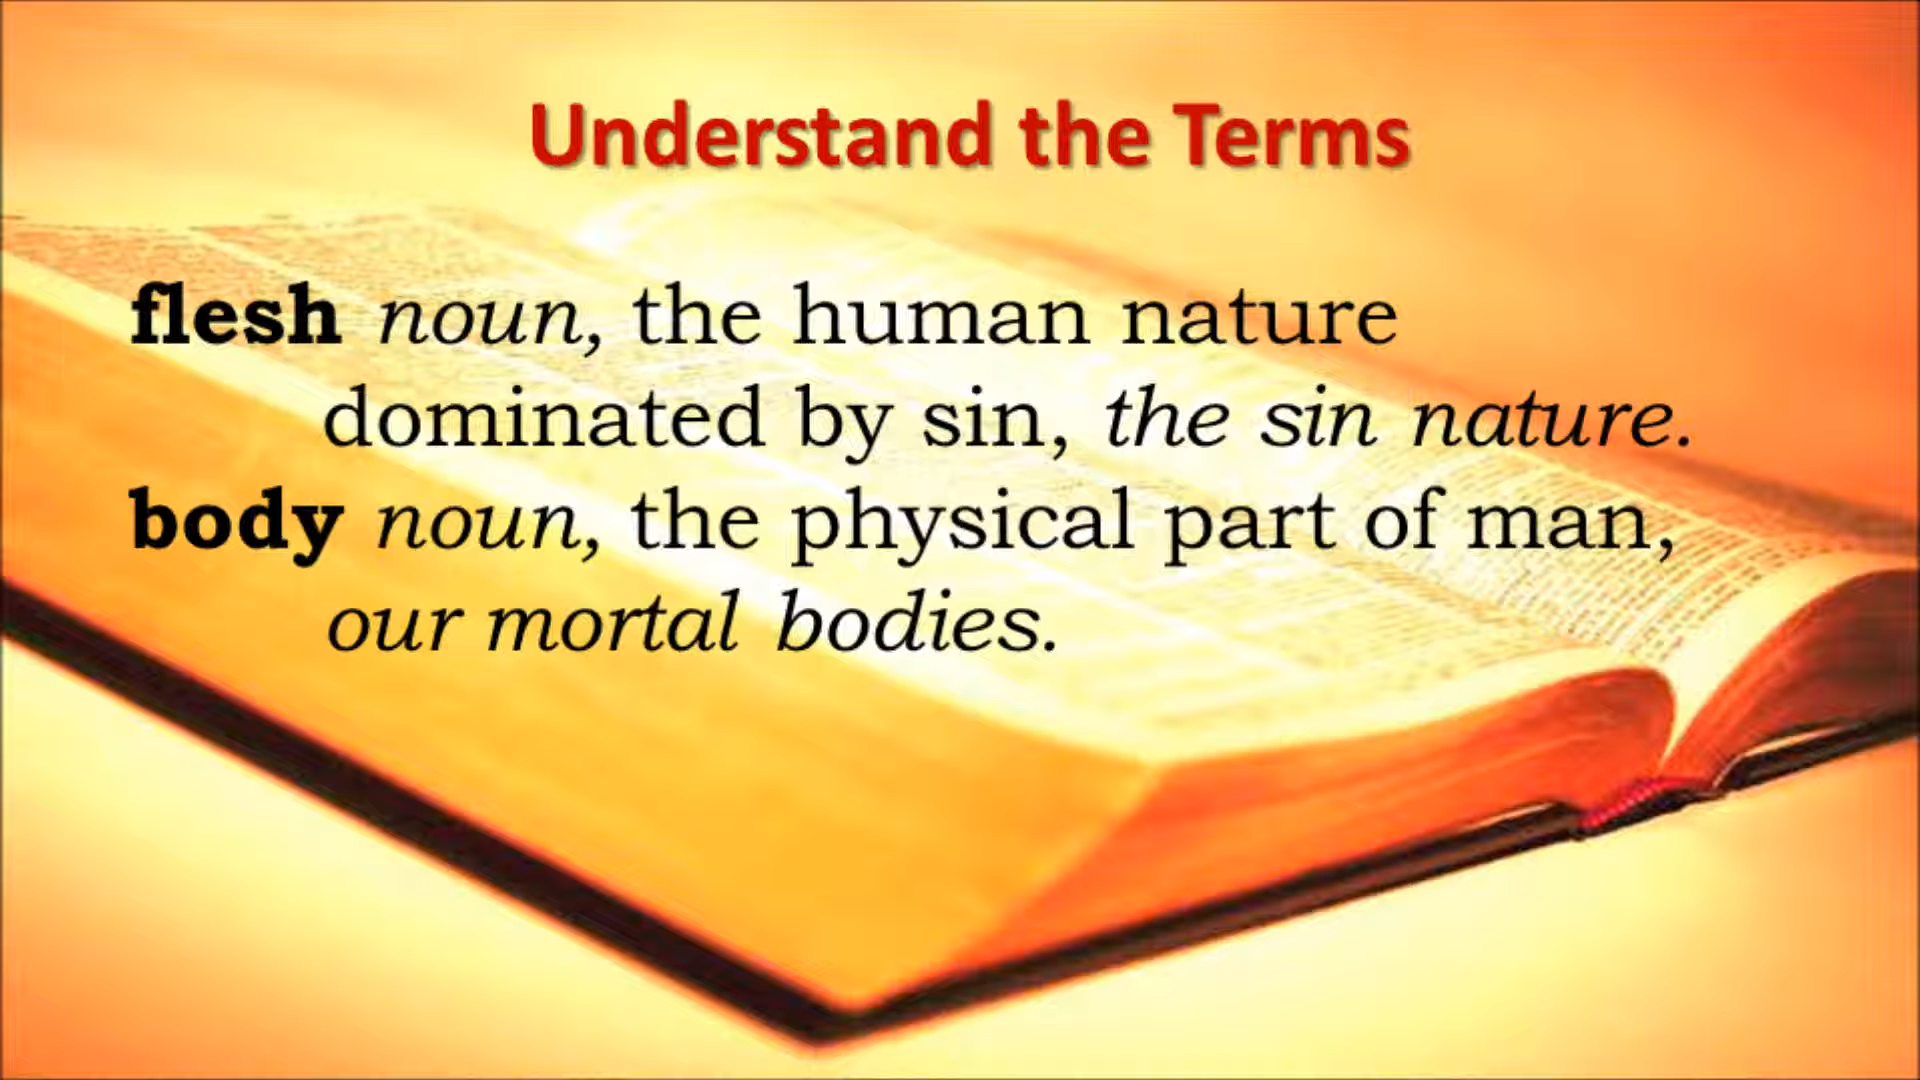 Understand the Terms
flesh noun, the human nature
dominated by sin, the sin nature.
body noun, the physical part of man,
our mortal bodies.